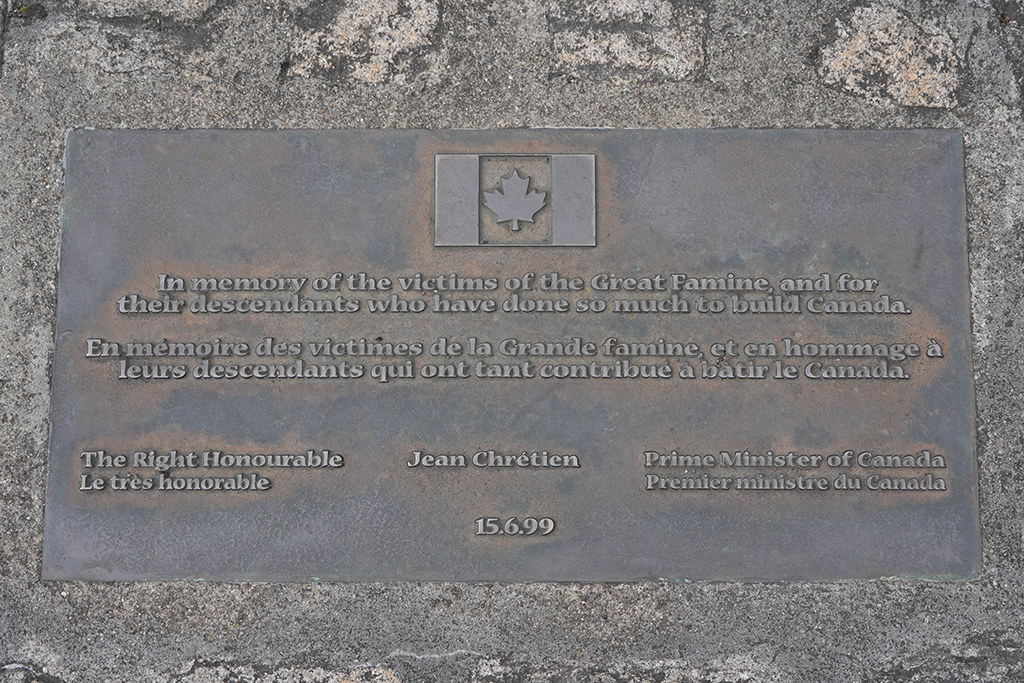 In memory of the victims of the Great Famine, and for
their descendants who have done so much to build Canada.
En mémoire des victimes de la Grande famine, et en hommage à
leurs descendants qui ont tant contribué à bâtir le Canada.
The Right Honourable Jean Chrétien Prime Minister of Canada
Le très honorable Premier ministre du Canada
15.6.99